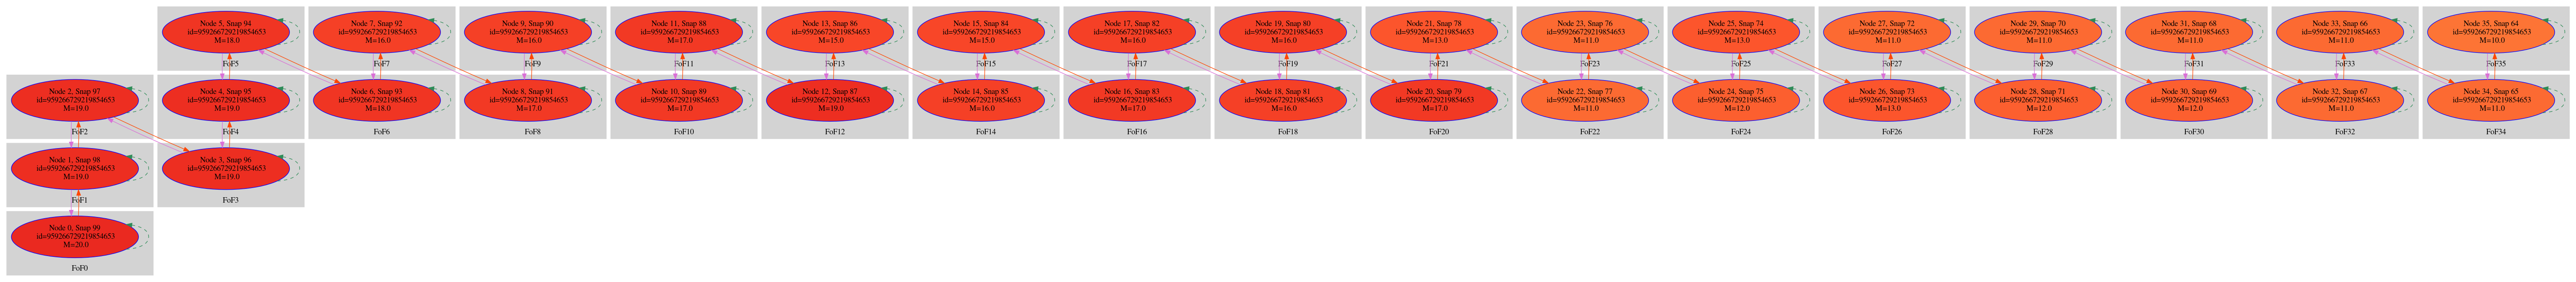 Node 5, Snap 94
id=959266729219854653
M=18.0
FoF5
Node 7, Snap 92
id=959266729219854653
M=16.0
FoF7
Node 9, Snap 90
id=959266729219854653
M=16.0
FoF9
Node 11, Snap 88
id=959266729219854653
M=17.0
FoF11
Node 13, Snap 86
id=959266729219854653
M=15.0
FoF13
Node 15, Snap 84
id=959266729219854653
M=15.0
FoF15
Node 17, Snap 82
id=959266729219854653
M=16.0
FoF17
Node 19, Snap 80
id=959266729219854653
M=16.0
FoF19
Node 21, Snap 78
id=959266729219854653
M=13.0
FoF21
Node 23, Snap 76
id=959266729219854653
M=11.0
FoF23
Node 25, Snap 74
id=959266729219854653
M=13.0
FoF25
Node 27, Snap 72
id=959266729219854653
M=11.0
FoF27
Node 29, Snap 70
id=959266729219854653
M=11.0
FoF29
Node 31, Snap 68
id=959266729219854653
M=11.0
FoF31
Node 33, Snap 66
id=959266729219854653
M=11.0
FoF33
Node 35, Snap 64
id=959266729219854653
M=10.0
FoF35
Node 2, Snap 97
id=959266729219854653
M=19.0
FoF2
Node 4, Snap 95
id=959266729219854653
M=19.0
FoF4
Node 6, Snap 93
id=959266729219854653
M=18.0
FoF6
Node 8, Snap 91
id=959266729219854653
M=17.0
FoF8
Node 10, Snap 89
id=959266729219854653
M=17.0
FoF10
Node 12, Snap 87
id=959266729219854653
M=19.0
FoF12
Node 14, Snap 85
id=959266729219854653
M=16.0
FoF14
Node 16, Snap 83
id=959266729219854653
M=17.0
FoF16
Node 18, Snap 81
id=959266729219854653
M=16.0
FoF18
Node 20, Snap 79
id=959266729219854653
M=17.0
FoF20
Node 22, Snap 77
id=959266729219854653
M=11.0
FoF22
Node 24, Snap 75
id=959266729219854653
M=12.0
FoF24
Node 26, Snap 73
id=959266729219854653
M=13.0
FoF26
Node 28, Snap 71
id=959266729219854653
M=12.0
FoF28
Node 30, Snap 69
id=959266729219854653
M=12.0
FoF30
Node 32, Snap 67
id=959266729219854653
M=11.0
FoF32
Node 34, Snap 65
id=959266729219854653
M=11.0
FoF34
Node 1, Snap 98
id=959266729219854653
M=19.0
FoF1
Node 3, Snap 96
id=959266729219854653
M=19.0
FoF3
Node 0, Snap 99
id=959266729219854653
M=20.0
FoF0